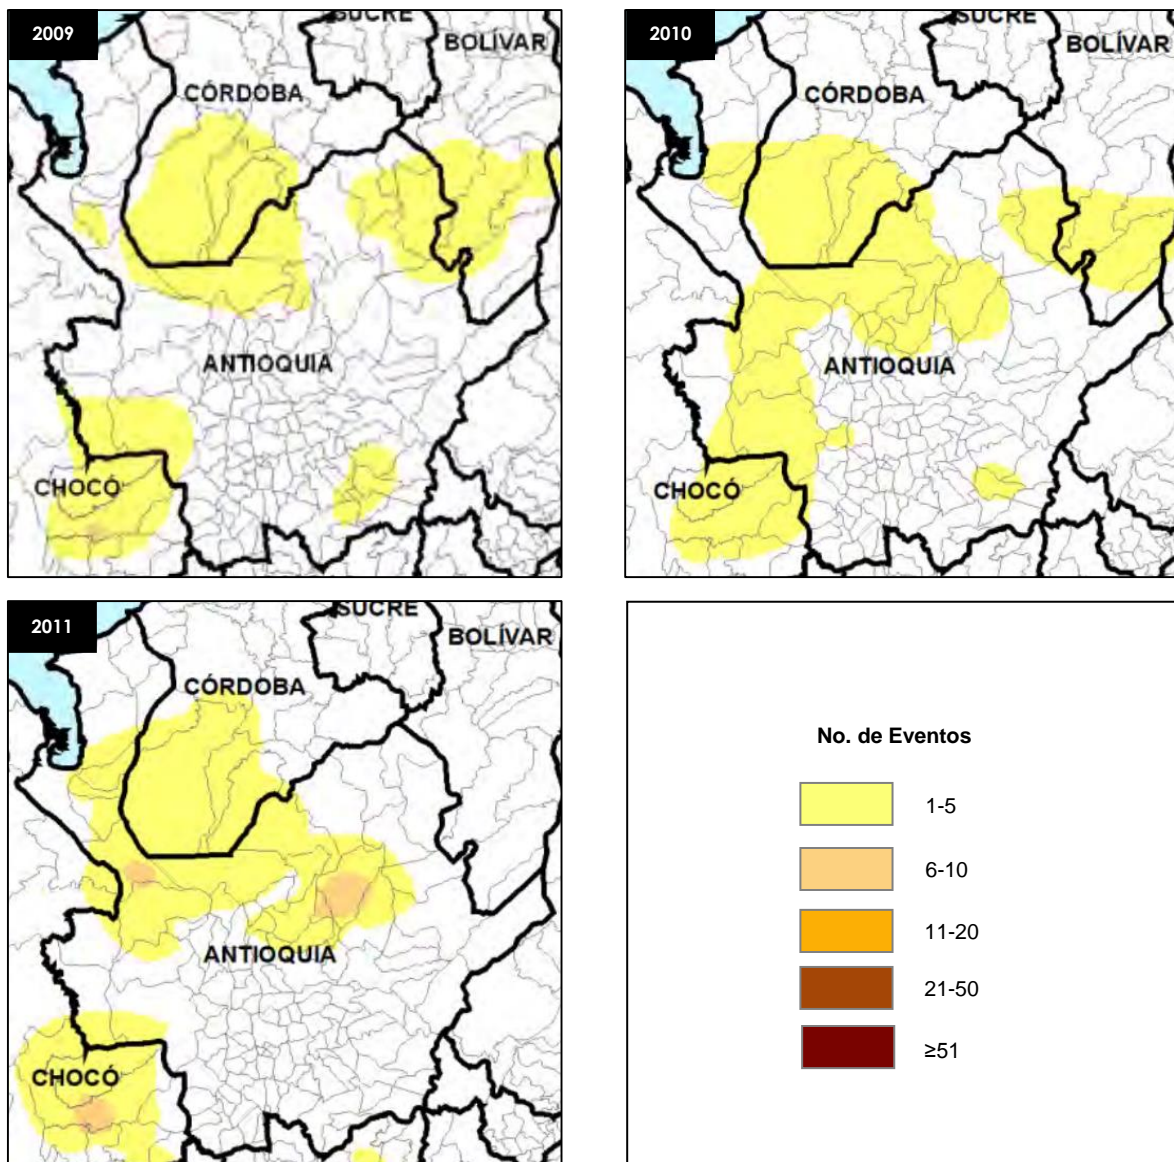 2009
SUCRE
BOLÍVAR
CÓRDOBA
ANTIOQUIA
CHOCÓ
2010
SUCRE
BOLÍVAR
CÓRDOBA
ANTIOQUIA
CHOCÓ
2011
SUCRE
BOLÍVAR
CÓRDOBA
ANTIOQUIA
CHOCÓ
No. de Eventos
1-5
6-10
11-20
21-50
≥51